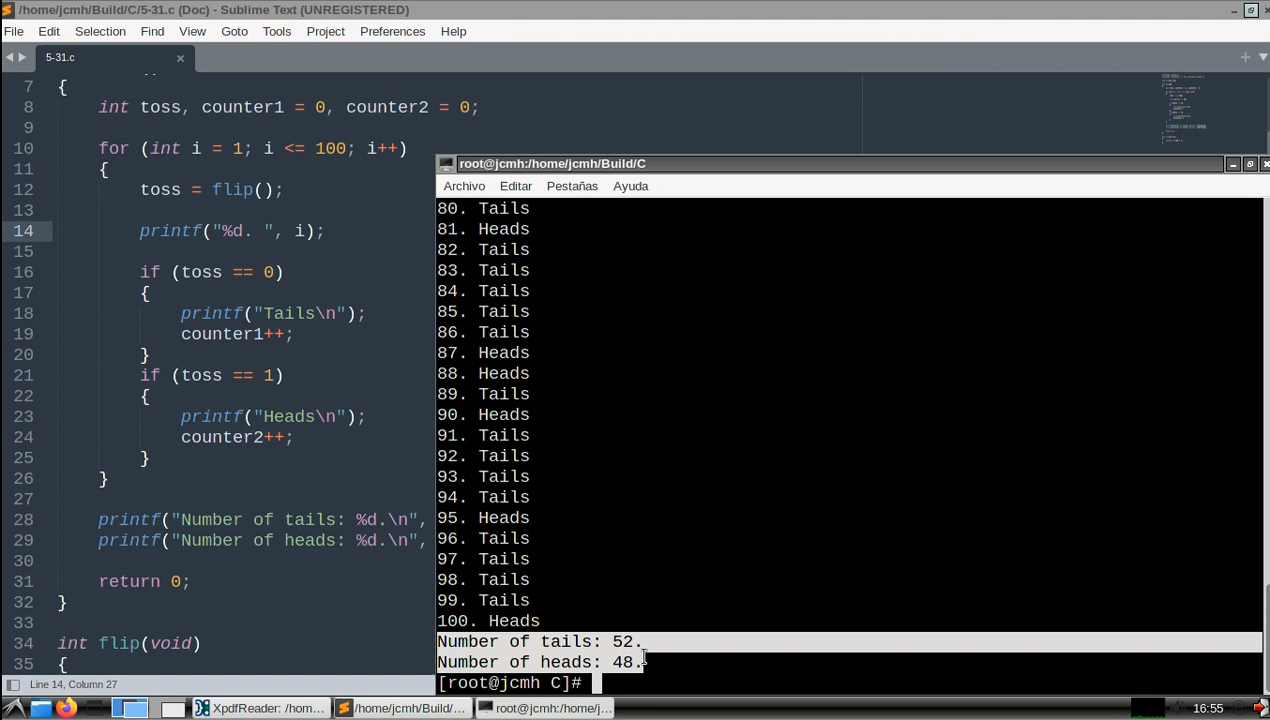 /home/jcmh/Build/C/5-31.c (Doc) - Sublime Text (UNREGISTERED)
File Edit Selection Find View Goto Tools Project Preferences Help
5-31.c
7 {
8 int toss, counter1 = 0, counter2 = 0;
9
10 for (int i = 1; i <= 100; i++)
11 {
12 toss = flip();
13
14 printf("%d. ", i);
15
16 if (toss == 0)
17 {
18 printf("Tails\n");
19 counter1++;
20 }
21 if (toss == 1)
22 {
23 printf("Heads\n");
24 counter2++;
25 }
26 }
27
28 printf("Number of tails: %d.\n",
29 printf("Number of heads: %d.\n",
30
31 return 0;
32 }
33
34 int flip(void)
35 {
Line 14, Column 27
root@jcmh:/home/jcmh/Build/C
Archivo Editar Pestañas Ayuda
80. Tails
81. Heads
82. Tails
83. Tails
84. Tails
85. Tails
86. Tails
87. Heads
88. Heads
89. Tails
90. Heads
91. Tails
92. Tails
93. Tails
94. Tails
95. Heads
96. Tails
97. Tails
98. Tails
99. Tails
100. Heads
Number of tails: 52.
Number of heads: 48.
[root@jcmh C]#
XpdfReader: /hom... /home/jcmh/Build/... root@jcmh:/home/j... 16:55